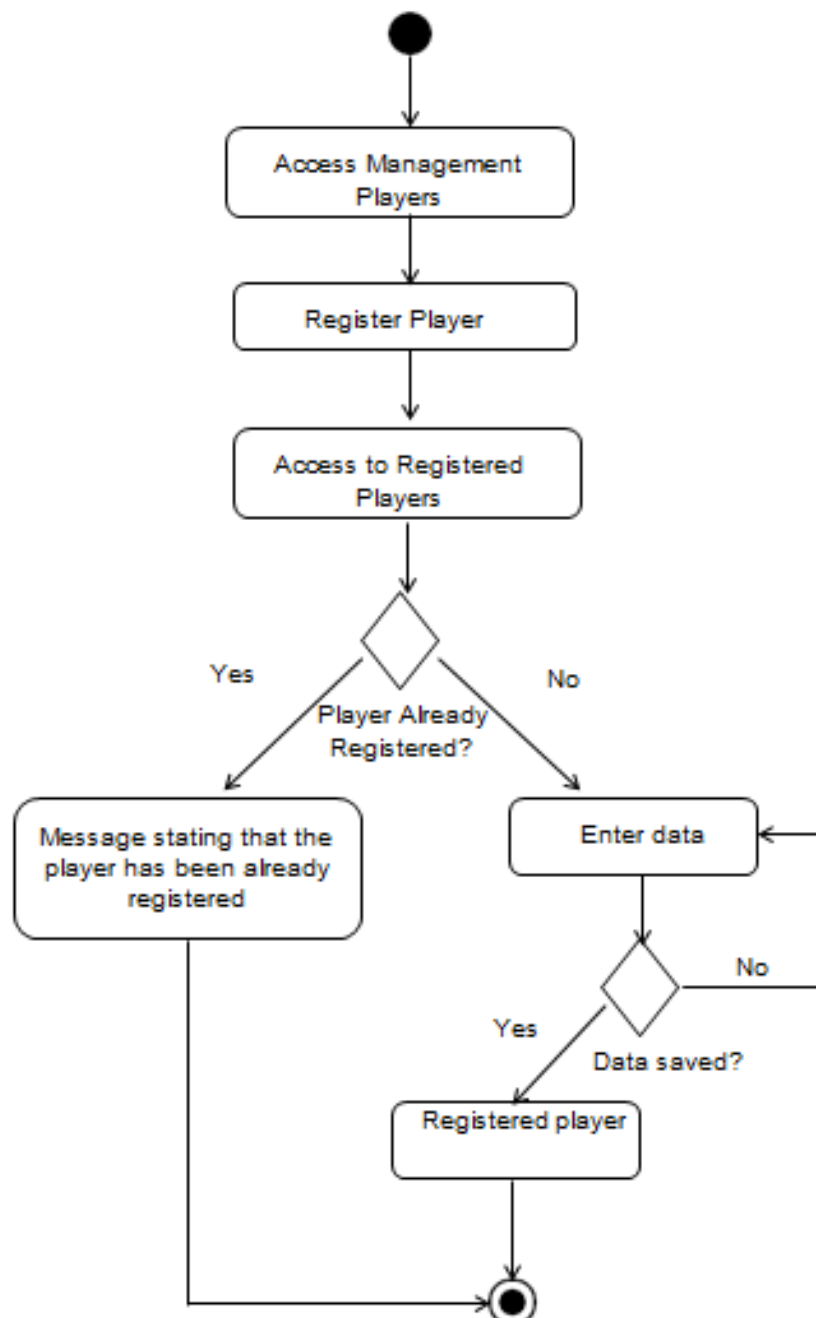 Access Management
Players
Register Player
Access to Registered
Players
Yes
No
Player Already
Registered?
Message stating that the
player has been already
registered
Enter data
No
Yes
Data saved?
Registered player